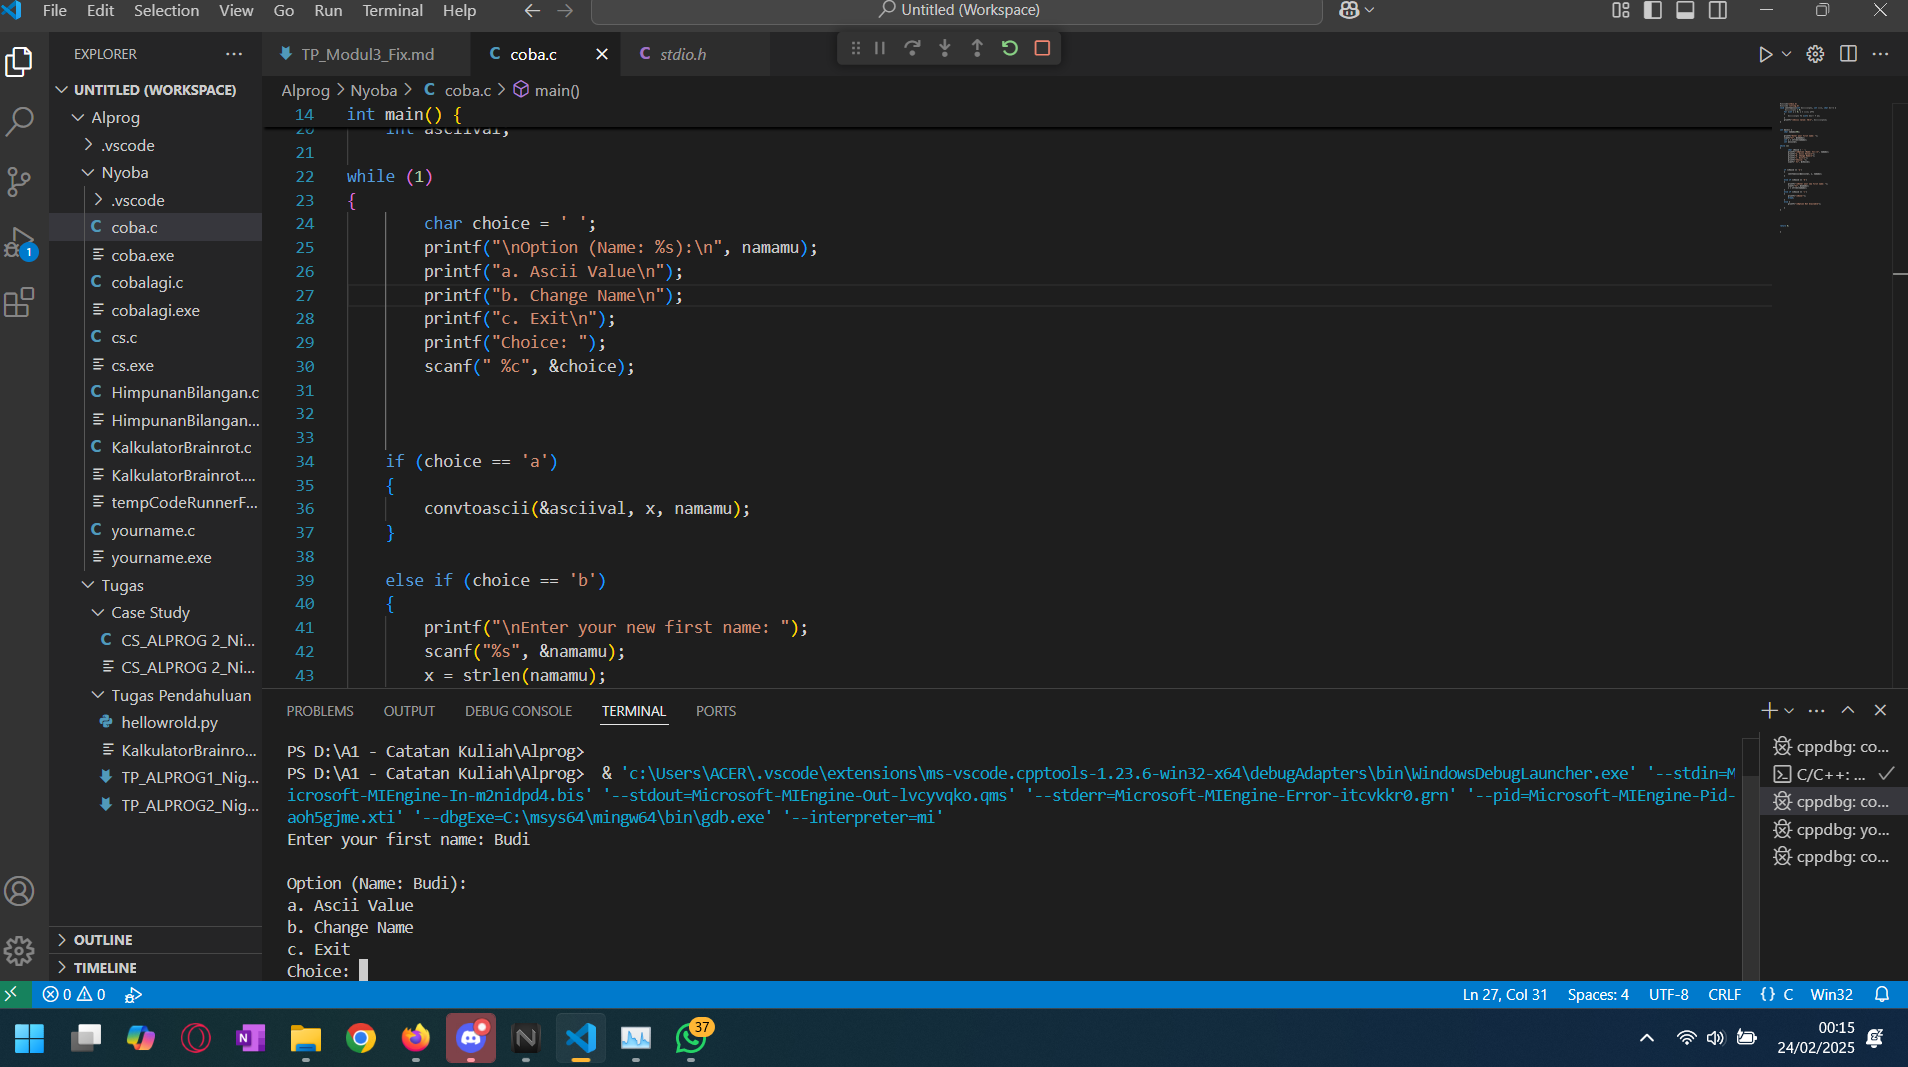 File Edit Selection View Go Run Terminal Help
Untitled (Workspace)
EXPLORER
UNTITLED (WORKSPACE)
Alprog
.vscode
Nyoba
.vscode
coba.c
coba.exe
cobalagi.c
cobalagi.exe
cs.c
cs.exe
HimpunanBilangan.c
HimpunanBilangan...
KalkulatorBrainrot.c
KalkulatorBrainrot....
tempCodeRunnerF...
yourname.c
yourname.exe
Tugas
Case Study
CS_ALPROG 2_Ni...
CS_ALPROG 2_Ni...
Tugas Pendahuluan
hellowrold.py
KalkulatorBrainro...
TP_ALPROG1_Nig...
TP_ALPROG2_Nig...
OUTLINE
TIMELINE
1
TP_Modul3_Fix.md
C coba.c
C stdio.h
Alprog > Nyoba > C coba.c > main()
14 int main() {
20 int asciival;
21
22 while (1)
23 {
24 char choice = ' ';
25 printf("\nOption (Name: %s):\n", namamu);
26 printf("a. Ascii Value\n");
27 printf("b. Change Name\n");
28 printf("c. Exit\n");
29 printf("Choice: ");
30 scanf(" %c", &choice);
31
32
33
34 if (choice == 'a')
35 {
36 convtoascii(&asciival, x, namamu);
37 }
38
39 else if (choice == 'b')
40 {
41 printf("\nEnter your new first name: ");
42 scanf("%s", &namamu);
43 x = strlen(namamu);
PROBLEMS OUTPUT DEBUG CONSOLE TERMINAL PORTS
PS D:\A1 - Catatan Kuliah\Alprog>
PS D:\A1 - Catatan Kuliah\Alprog> & 'c:\Users\ACER\.vscode\extensions\ms-vscode.cpptools-1.23.6-win32-x64\debugAdapters\bin\WindowsDebugLauncher.exe' '--stdin=M
icrosoft-MIEngine-In-m2nidpd4.bis' '--stdout=Microsoft-MIEngine-Out-lvcyvqko.qms' '--stderr=Microsoft-MIEngine-Error-itcvkkr0.grn' '--pid=Microsoft-MIEngine-Pid-
aoh5gjme.xti' '--dbgExe=C:\msys64\mingw64\bin\gdb.exe' '--interpreter=mi'
Enter your first name: Budi
Option (Name: Budi):
a. Ascii Value
b. Change Name
c. Exit
Choice:
cppdbg: co...
C/C++: ...
cppdbg: co...
cppdbg: yo...
cppdbg: co...
0 0
Ln 27, Col 31 Spaces: 4 UTF-8 CRLF {} C Win32
37
00:15
24/02/2025